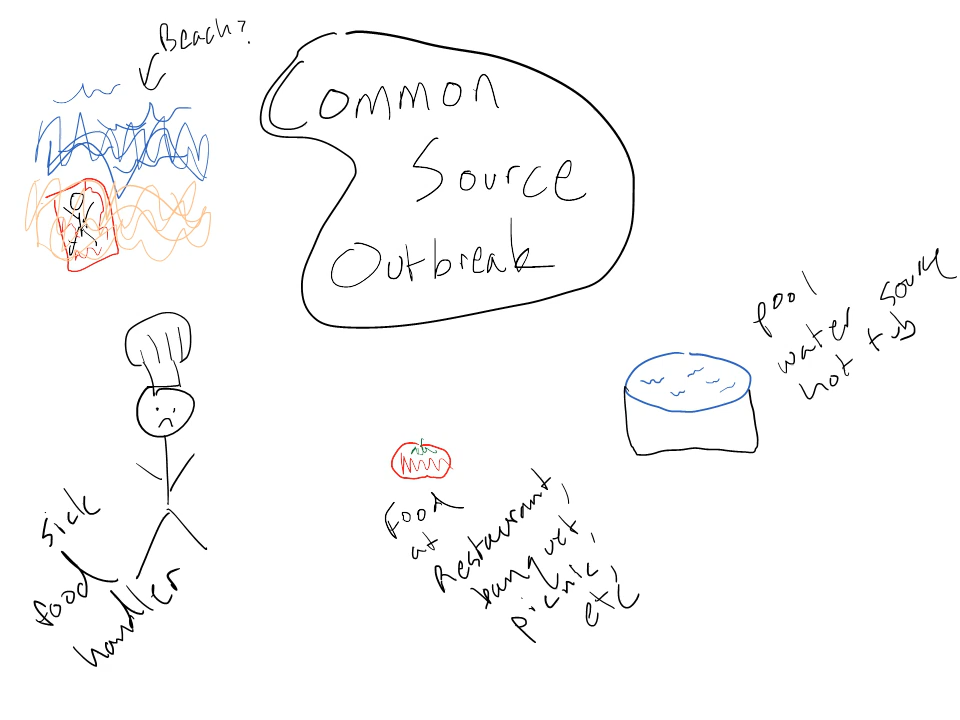 Beach?
Common
Source
Outbreak
pool
water source
hot tub
sick
food
handler
Food
at
Restaurant,
banquet,
picnic,
etc